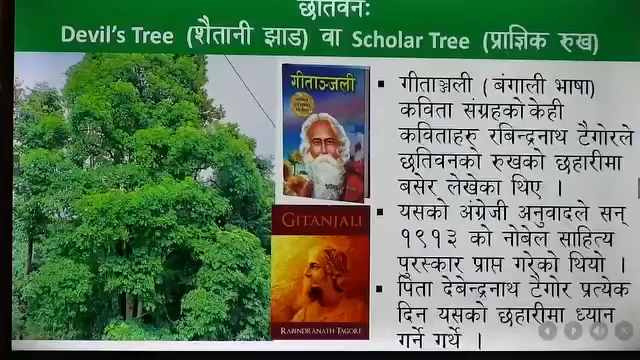 छतिवनः
Devil's Tree (शैतानी झाड) वा Scholar Tree (प्राज्ञिक रुख)
गीताञ्जली
GITANJALI
RABINDRANATH TAGORE
▪ गीताञ्जली (बंगाली भाषा)
कविता संग्रहको केही
कविताहरु रबिन्द्रनाथ टैगोरले
छतिवनको रुखको छहारीमा
बसेर लेखेका थिए ।
▪ यसको अंग्रेजी अनुवादले सन्
१९१३ को नोबेल साहित्य
पुरस्कार प्राप्त गरेको थियो ।
▪ पिता देबेन्द्रनाथ टैगोर प्रत्येक
दिन यसको छहारीमा ध्यान
गर्ने गर्थे ।